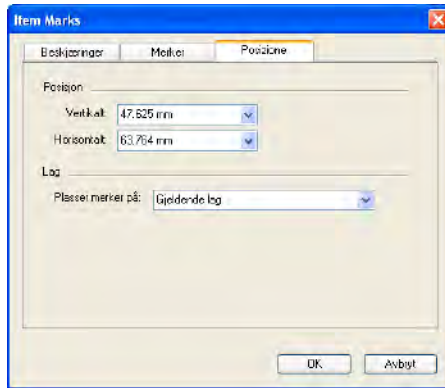 Item Marks
Beskjæringer Merker Posizione
Posisjon
Vertikalt: 47.625 mm
Horisontalt: 63.764 mm
Lag
Plasser merker på: Gjeldende lag
OK Avbryt